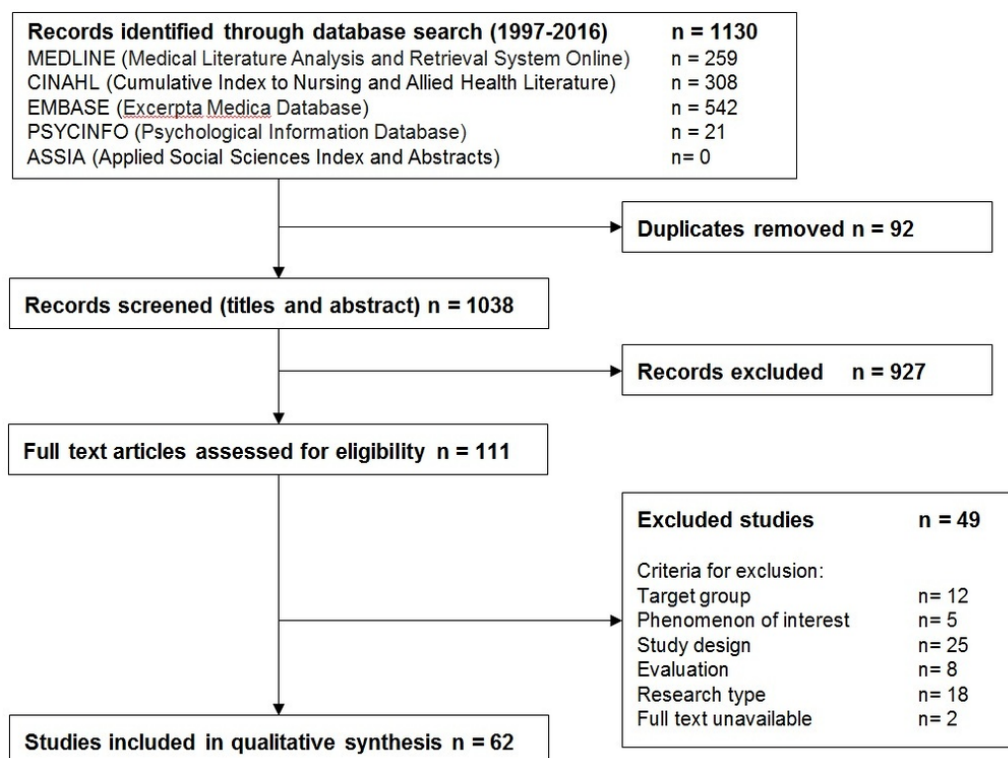 Records identified through database search (1997-2016) n = 1130
MEDLINE (Medical Literature Analysis and Retrieval System Online) n = 259
CINAHL (Cumulative Index to Nursing and Allied Health Literature) n = 308
EMBASE (Excerpta Medica Database) n = 542
PSYCINFO (Psychological Information Database) n = 21
ASSIA (Applied Social Sciences Index and Abstracts) n= 0
Duplicates removed n = 92
Records screened (titles and abstract) n = 1038
Records excluded n = 927
Full text articles assessed for eligibility n = 111
Excluded studies n = 49
Criteria for exclusion:
Target group n= 12
Phenomenon of interest n= 5
Study design n= 25
Evaluation n= 8
Research type n= 18
Full text unavailable n= 2
Studies included in qualitative synthesis n = 62